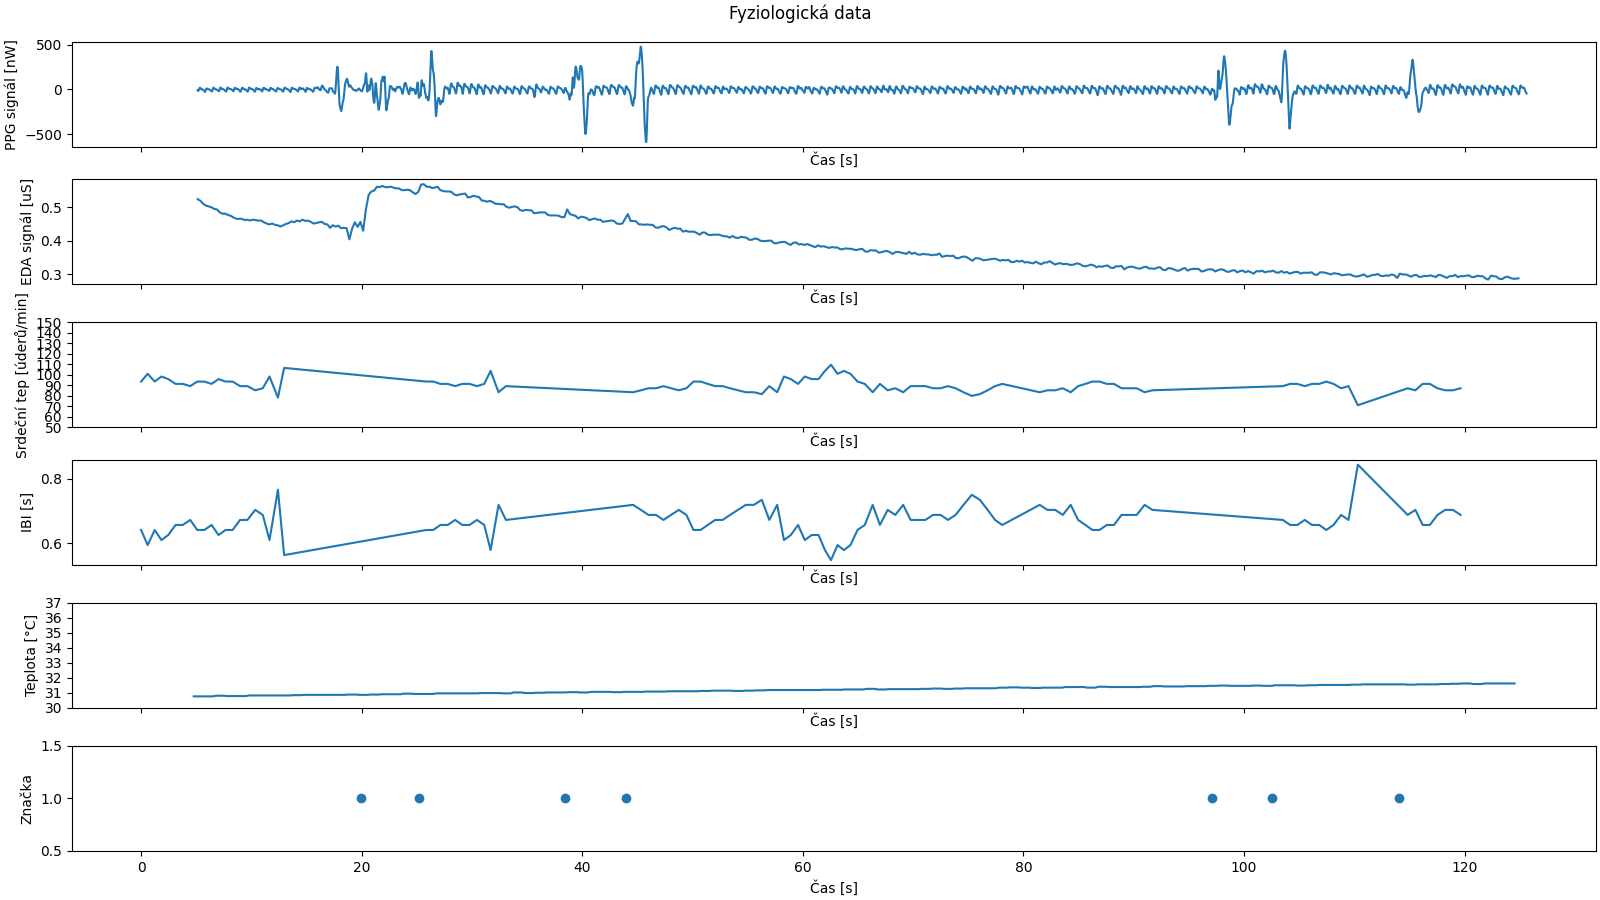 Fyziologická data
PPG signál [nW]
500
0
−500
Čas [s]
EDA signál [uS]
0.5
0.4
0.3
Čas [s]
Srdeční tep [úderů/min]
150
140
130
120
110
100
90
80
70
60
50
Čas [s]
IBI [s]
0.8
0.6
Čas [s]
Teplota [°C]
37
36
35
34
33
32
31
30
Čas [s]
Značka
1.5
1.0
0.5
0 20 40 60 80 100 120
Čas [s]